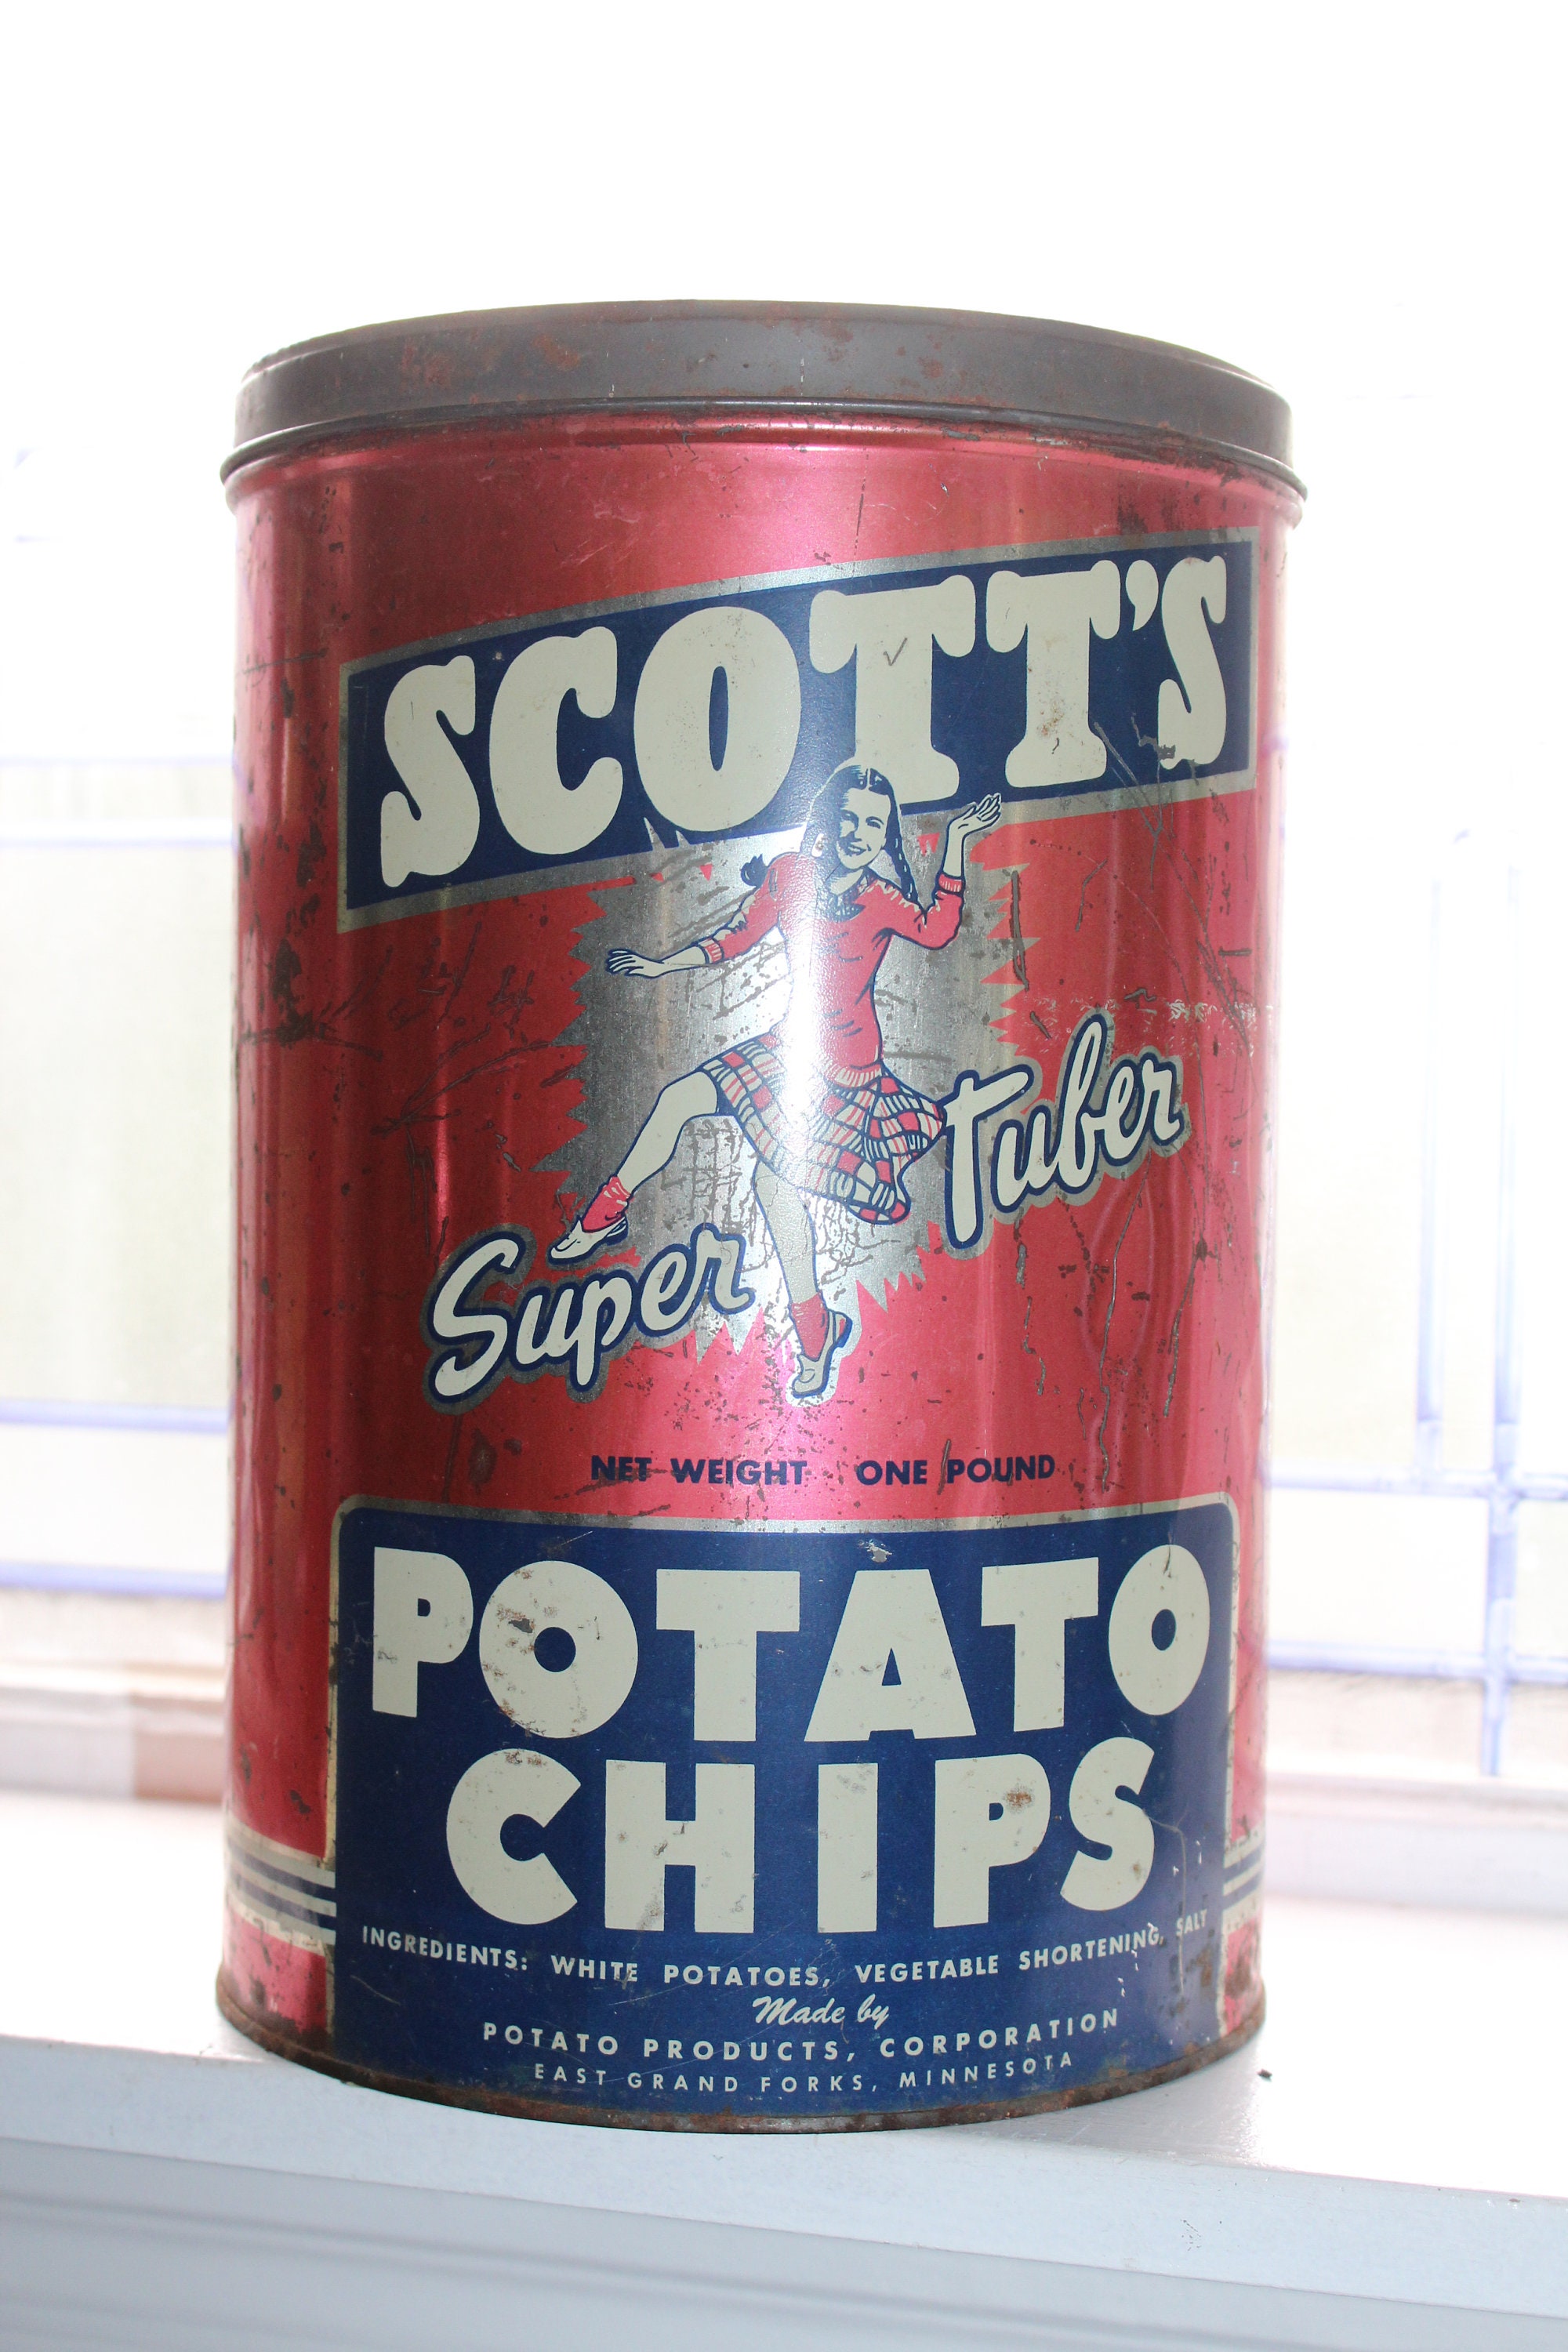 SCOTT'S
Super Tuber
NET WEIGHT ONE POUND
POTATO
CHIPS
INGREDIENTS: WHITE POTATOES, VEGETABLE SHORTENING, SALT
Made by
POTATO PRODUCTS, CORPORATION
EAST GRAND FORKS, MINNESOTA